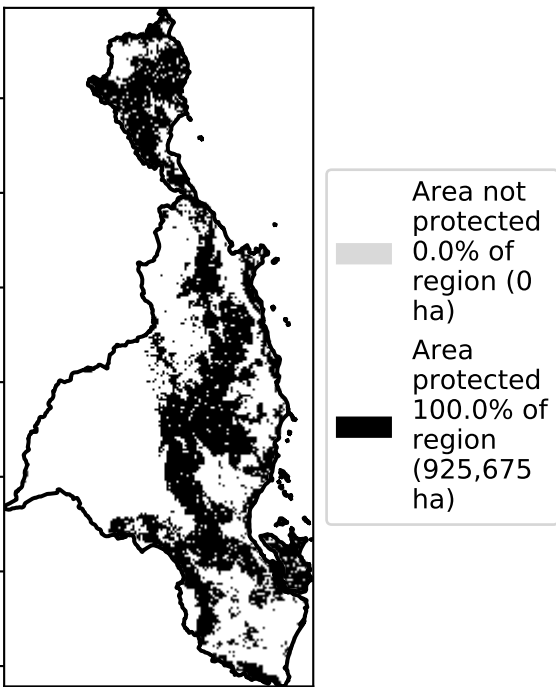 Area not
protected
0.0% of
region (0
ha)
Area
protected
100.0% of
region
(925,675
ha)